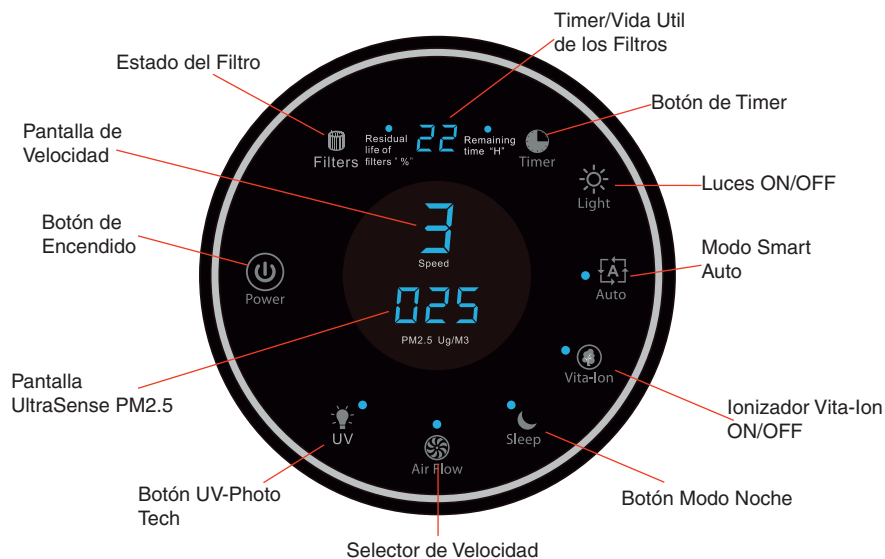 Timer/Vida Util
de los Filtros
Estado del Filtro
Botón de Timer
Pantalla de
Velocidad
Residual
life of
filters " %"
22
Remaining
time "H"
Filters
Timer
Light
Luces ON/OFF
3
Speed
Botón de
Encendido
Power
Modo Smart
Auto
A
Auto
025
PM2.5 Ug/M3
Vita-Ion
Pantalla
UltraSense PM2.5
Ionizador Vita-Ion
ON/OFF
UV
Air Flow
Sleep
Botón UV-Photo
Tech
Botón Modo Noche
Selector de Velocidad